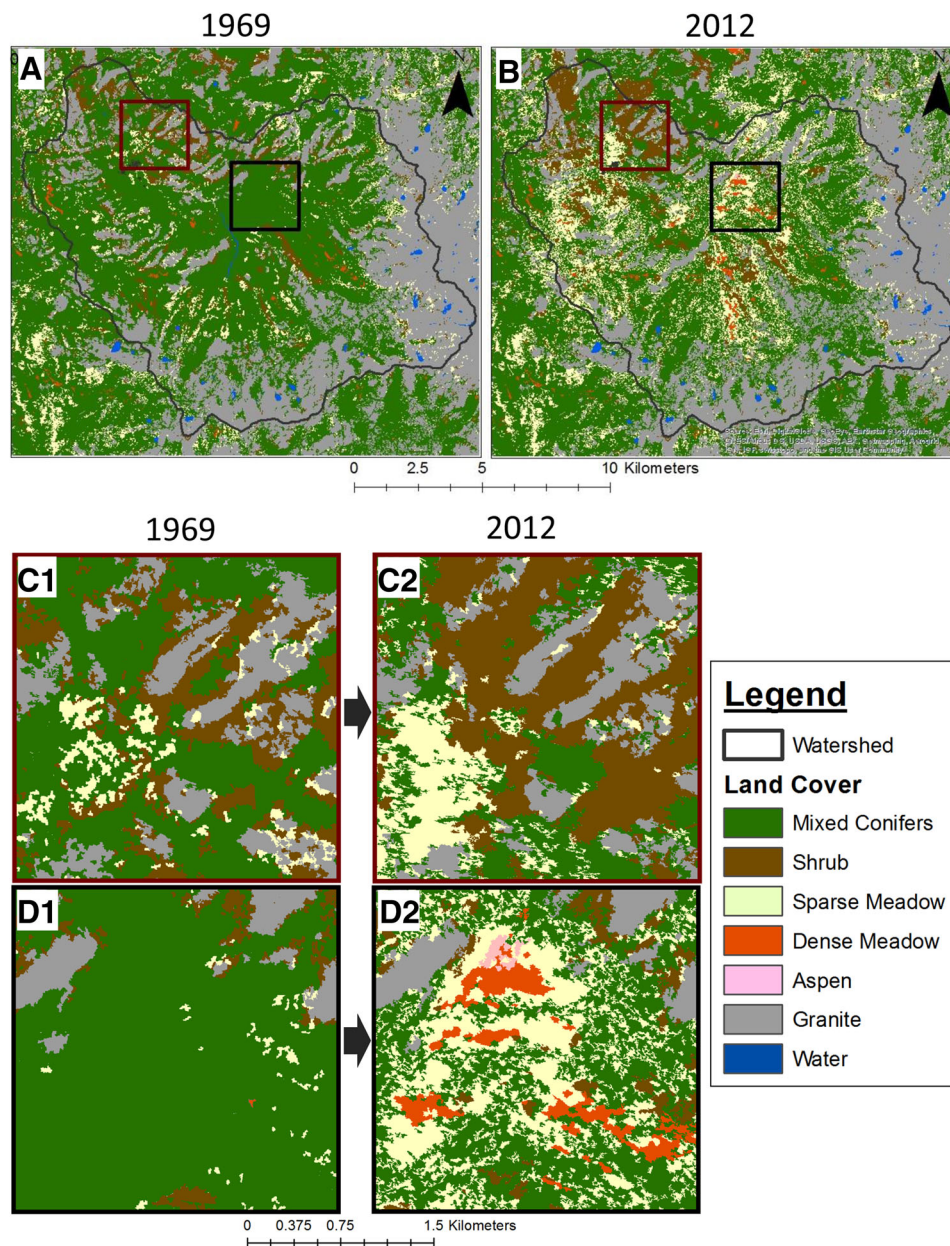 1969
2012
A
B
N
0 2.5 5 10 Kilometers
1969
2012
C1
C2
D1
D2
0 0.375 0.75 1.5 Kilometers
Legend
Watershed
Land Cover
Mixed Conifers
Shrub
Sparse Meadow
Dense Meadow
Aspen
Granite
Water